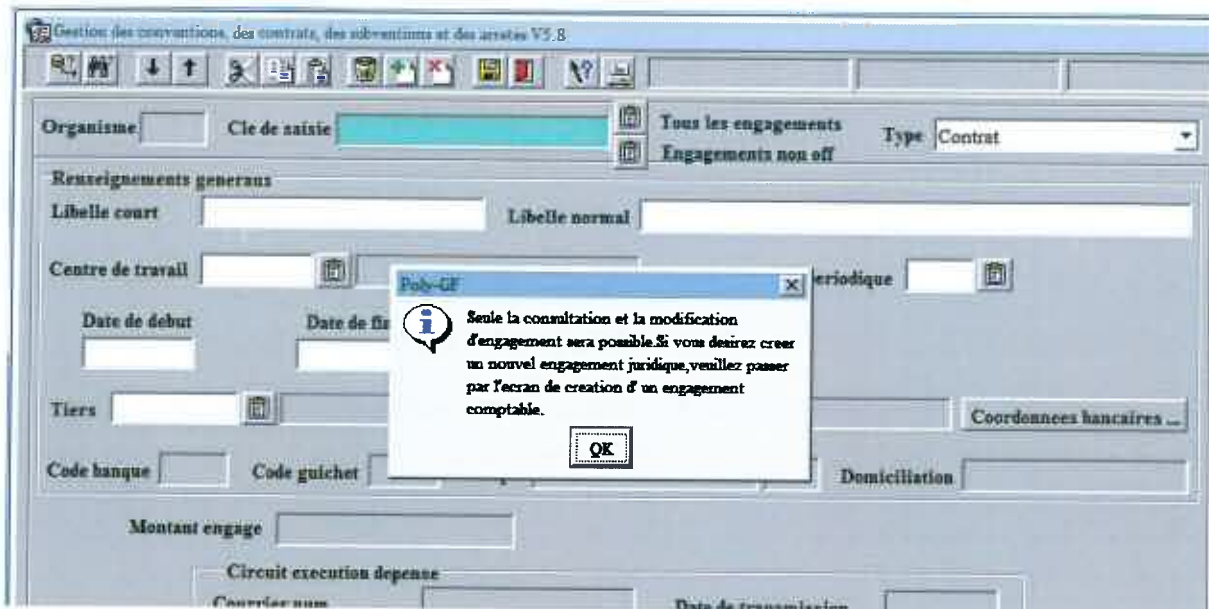 Gestion des conventions, des contrats, des subventions et des arretes V5.8
Organisme Cle de saisie Tous les engagements Type Contrat
Engagements non off
Renseignements generaux
Libelle court Libelle normal
Centre de travail eriodique
Poly-GF
Date de debut Date de fin
Seule la consultation et la modification
d'engagement sera possible.Si vous desirez creer
un nouvel engagement juridique,veuillez passer
par l'ecran de creation d' un engagement
comptable.
OK
Tiers Coordonnees bancaires ...
Code banque Code guichet Domiciliation
Montant engage
Circuit execution depense
Courrier num Date de transmission